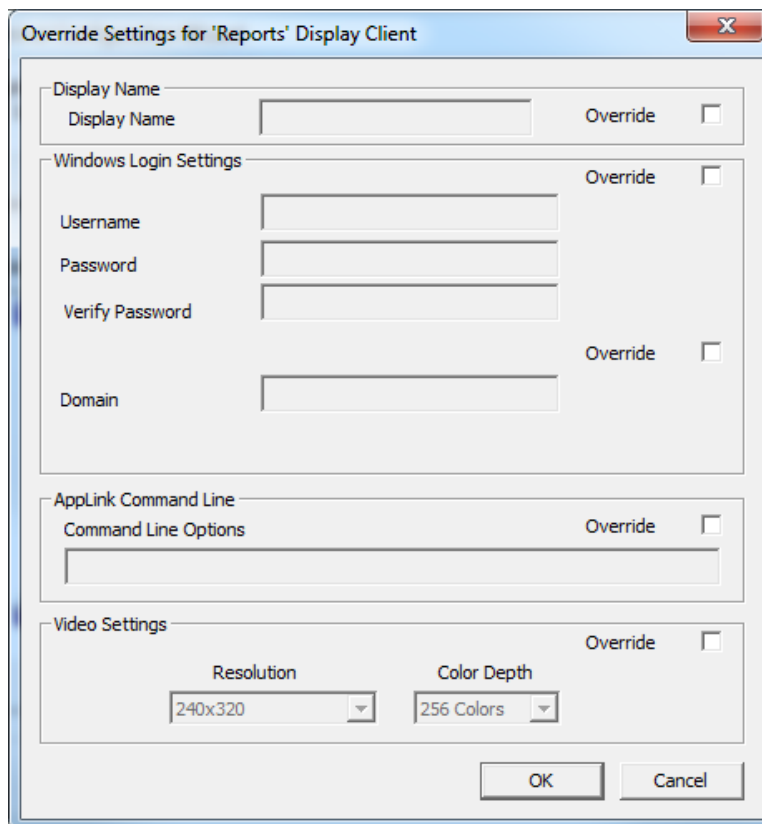 Override Settings for 'Reports' Display Client
Display Name
Display Name Override
Windows Login Settings
Override
Username
Password
Verify Password
Override
Domain
AppLink Command Line
Command Line Options Override
Video Settings
Override
Resolution Color Depth
240x320 256 Colors
OK Cancel